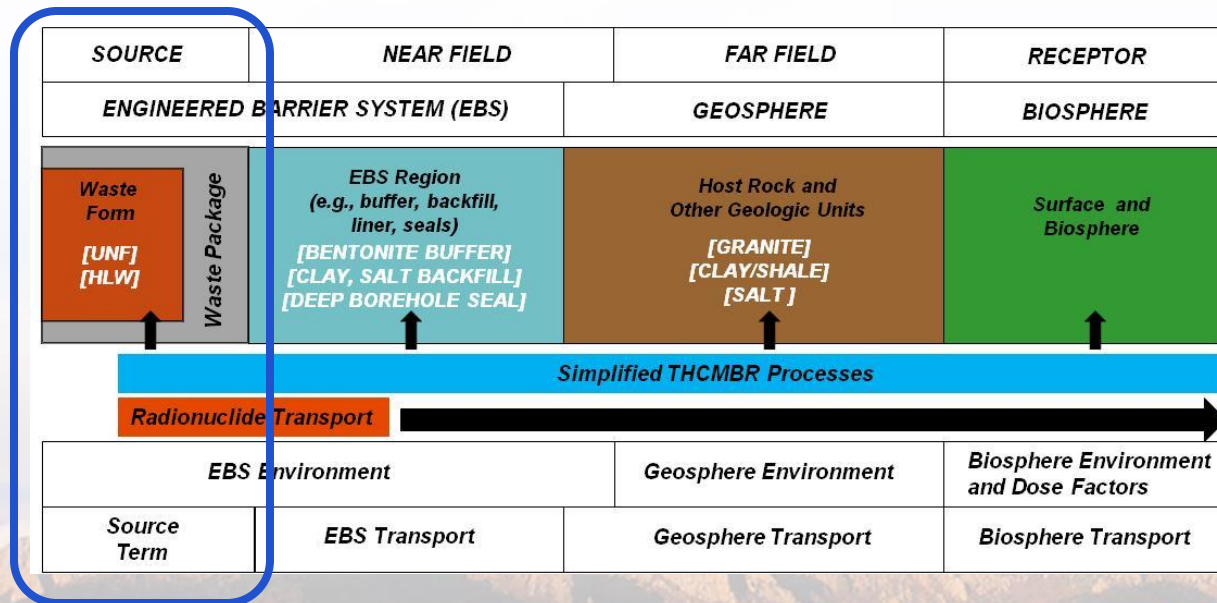 SOURCE
NEAR FIELD
FAR FIELD
RECEPTOR
ENGINEERED BARRIER SYSTEM (EBS)
GEOSPHERE
BIOSPHERE
Waste
Form
[UNF]
[HLW]
Waste Package
EBS Region
(e.g., buffer, backfill,
liner, seals)
[BENTONITE BUFFER]
[CLAY, SALT BACKFILL]
[DEEP BOREHOLE SEAL]
Host Rock and
Other Geologic Units
[GRANITE]
[CLAY/SHALE]
[SALT ]
Surface and
Biosphere
Simplified THCMBR Processes
Radionuclide Transport
EBS Environment
Geosphere Environment
Biosphere Environment
and Dose Factors
Source
Term
EBS Transport
Geosphere Transport
Biosphere Transport